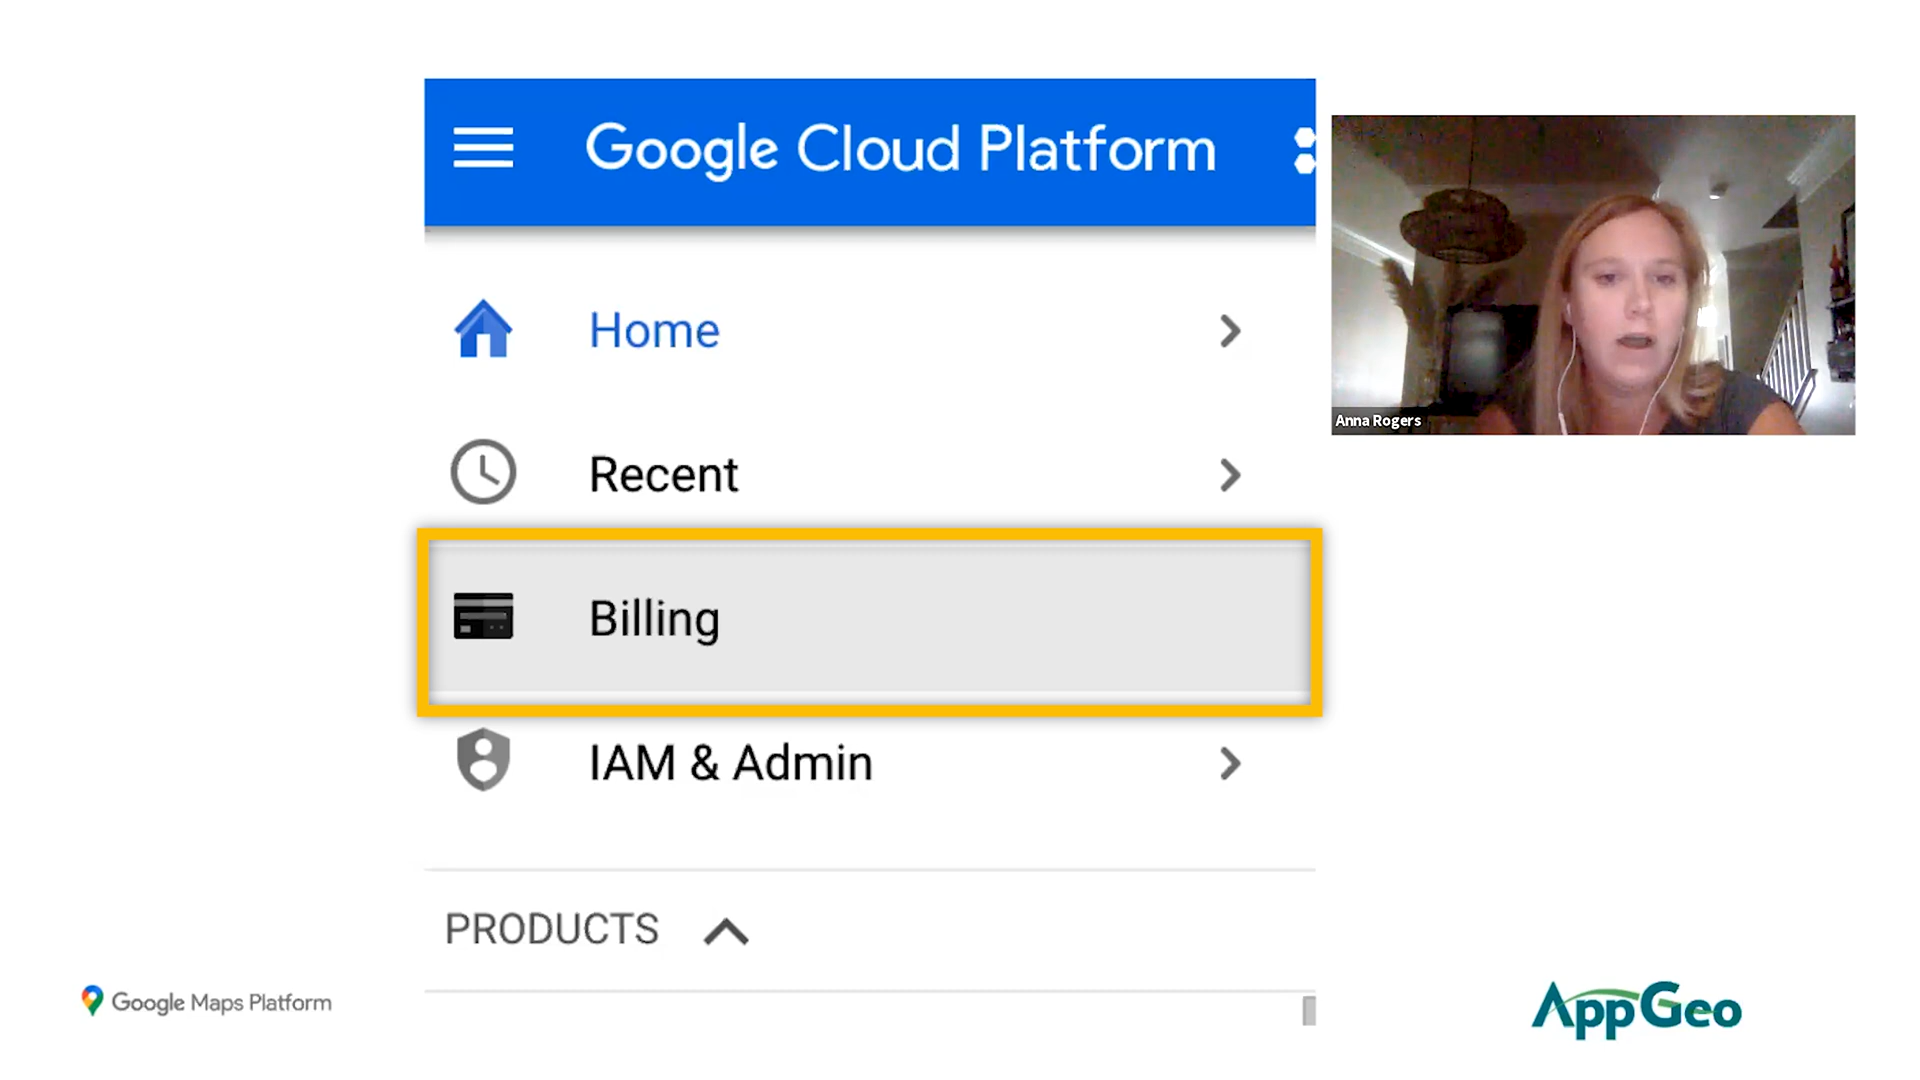 Google Cloud Platform
Home
Recent
Billing
IAM & Admin
PRODUCTS
Anna Rogers
Google Maps Platform
AppGeo